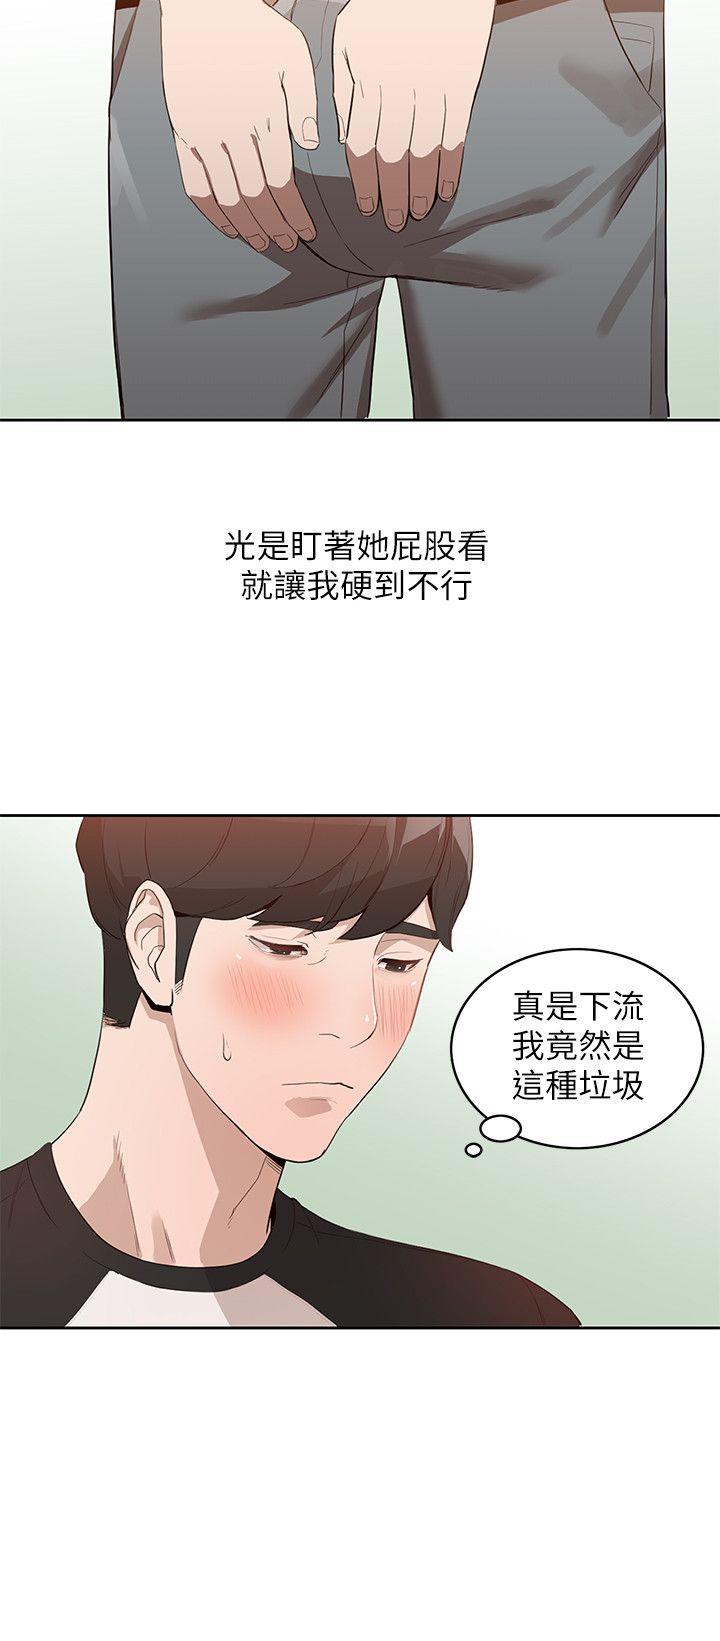 光是盯著她屁股看
就讓我硬到不行
真是下流
我竟然是
這種垃圾